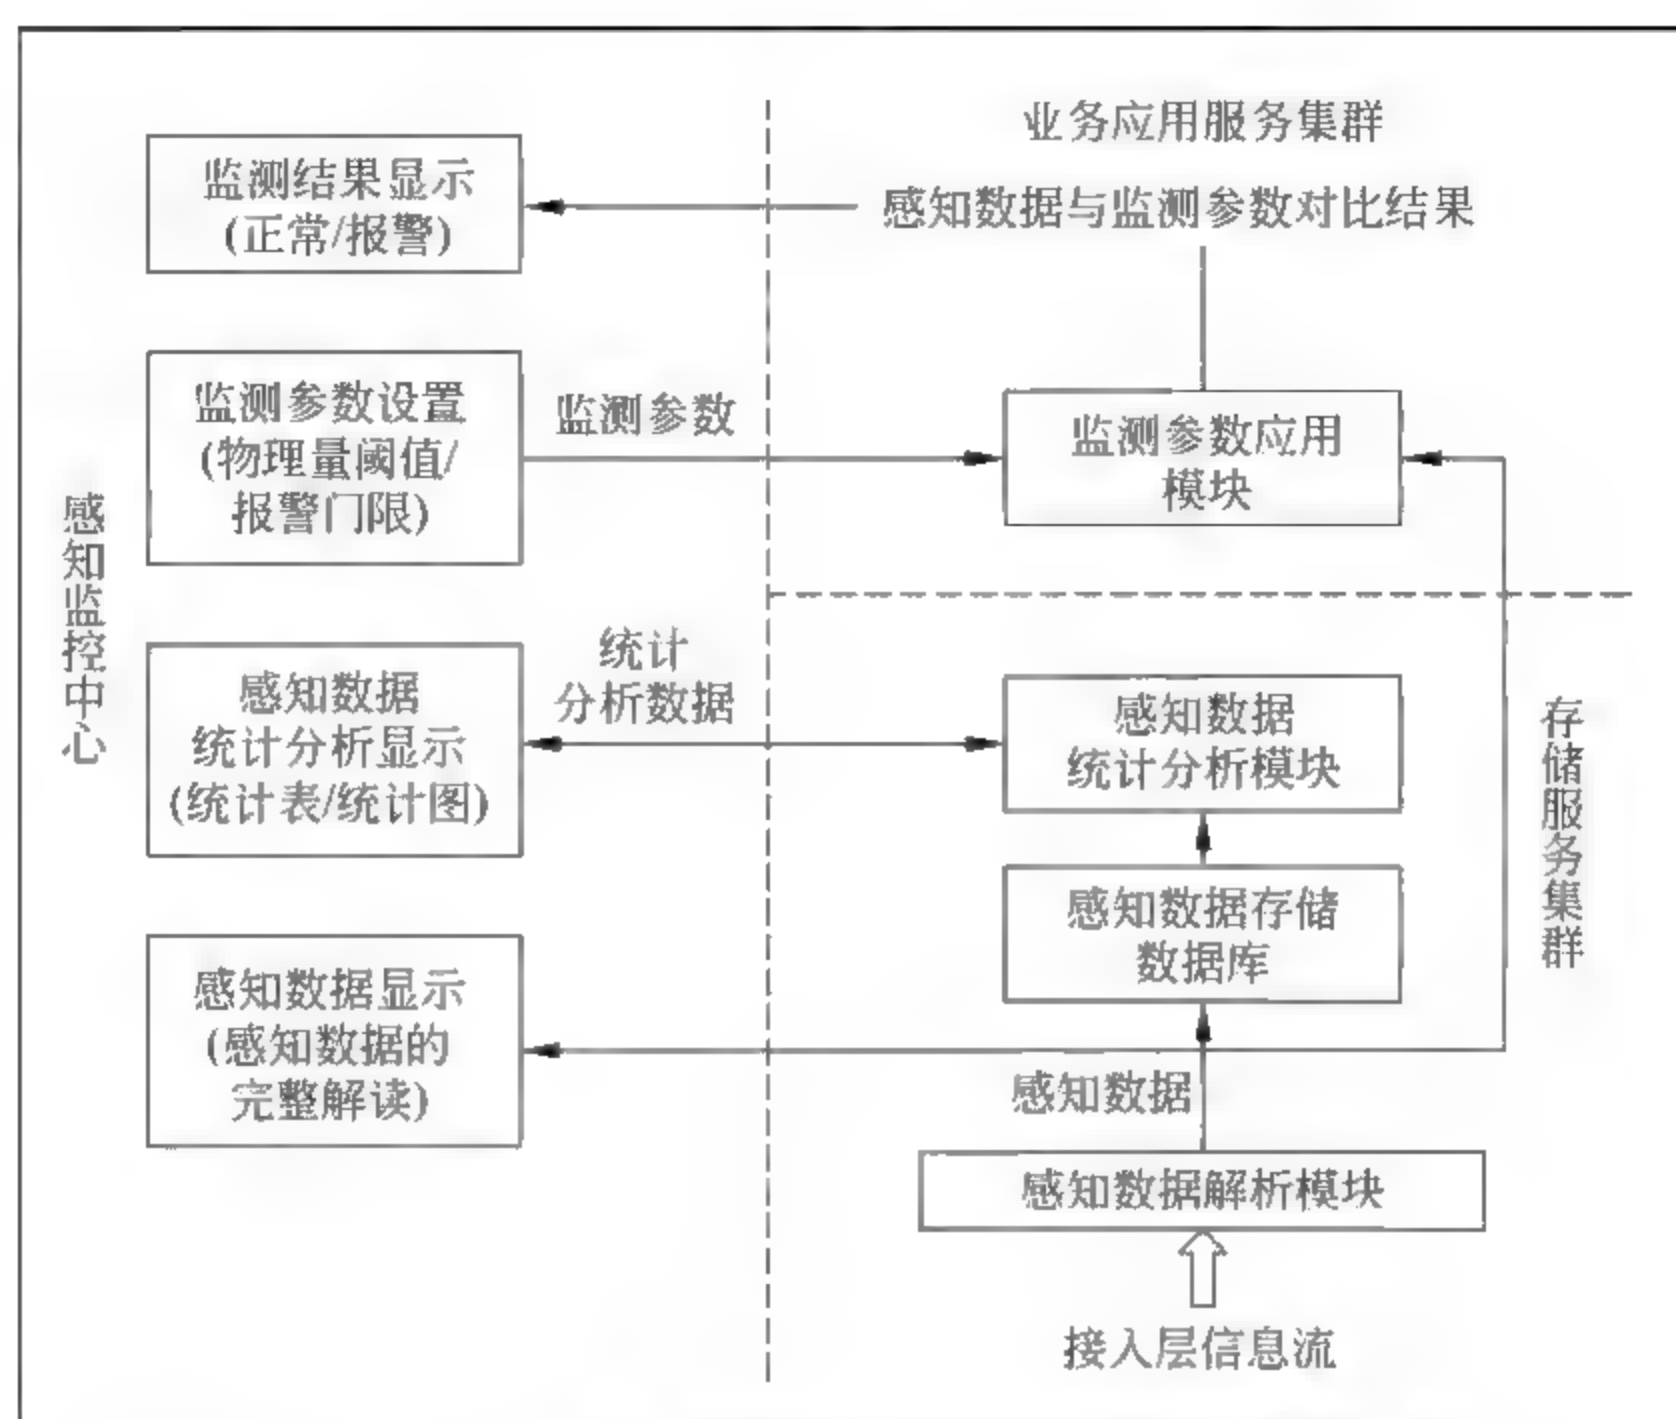 业务应用服务集群
监测结果显示
(正常/报警)
感知数据与监测参数对比结果
监测参数设置
(物理量阈值/
报警门限)
监测参数
监测参数应用
模块
感知监控中心
感知数据
统计分析显示
(统计表/统计图)
统计
分析数据
感知数据
统计分析模块
存储服务集群
感知数据存储
数据库
感知数据显示
(感知数据的
完整解读)
感知数据
感知数据解析模块
接入层信息流